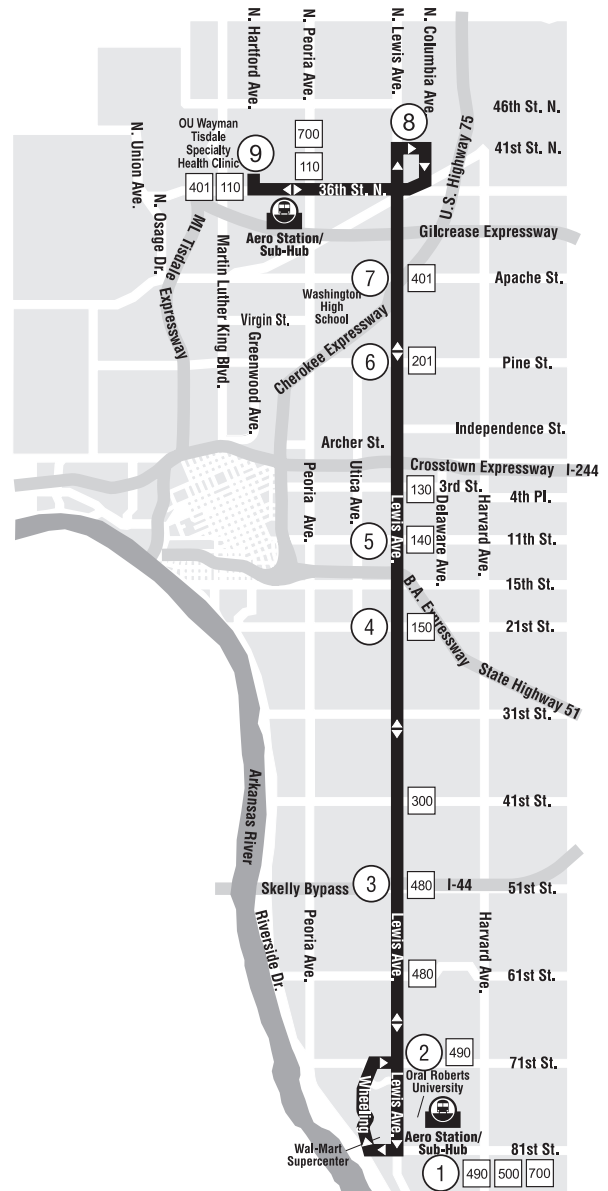 N. Hartford Ave.
N. Peoria Ave.
N. Lewis Ave.
N. Columbia Ave.
46th St. N.
OU Wayman
Tisdale
Specialty
Health Clinic
9
700
110
8
41st St. N.
U.S. Highway 75
N. Union Ave.
N. Osage Dr.
401
110
36th St. N.
Aero Station/
Sub-Hub
Gilcrease Expressway
ML Tisdale
Expressway
Martin Luther King Blvd.
7
401
Apache St.
Washington
High
School
Virgin St.
Greenwood Ave.
Cherokee Expressway
6
201
Pine St.
Independence St.
Archer St.
Crosstown Expressway
I-244
Peoria Ave.
Utica Ave.
Lewis Ave.
130
3rd St.
4th Pl.
Delaware Ave.
Harvard Ave.
5
140
11th St.
15th St.
B.A. Expressway
4
150
21st St.
State Highway 51
31st St.
Arkansas River
300
41st St.
Skelly Bypass
3
480
I-44
51st St.
Riverside Dr.
Peoria Ave.
Lewis Ave.
Harvard Ave.
480
61st St.
2
490
71st St.
Oral Roberts
University
Wheeling
Lewis Ave.
Aero Station/
Sub-Hub
Wal-Mart
Supercenter
81st St.
1
490
500
700